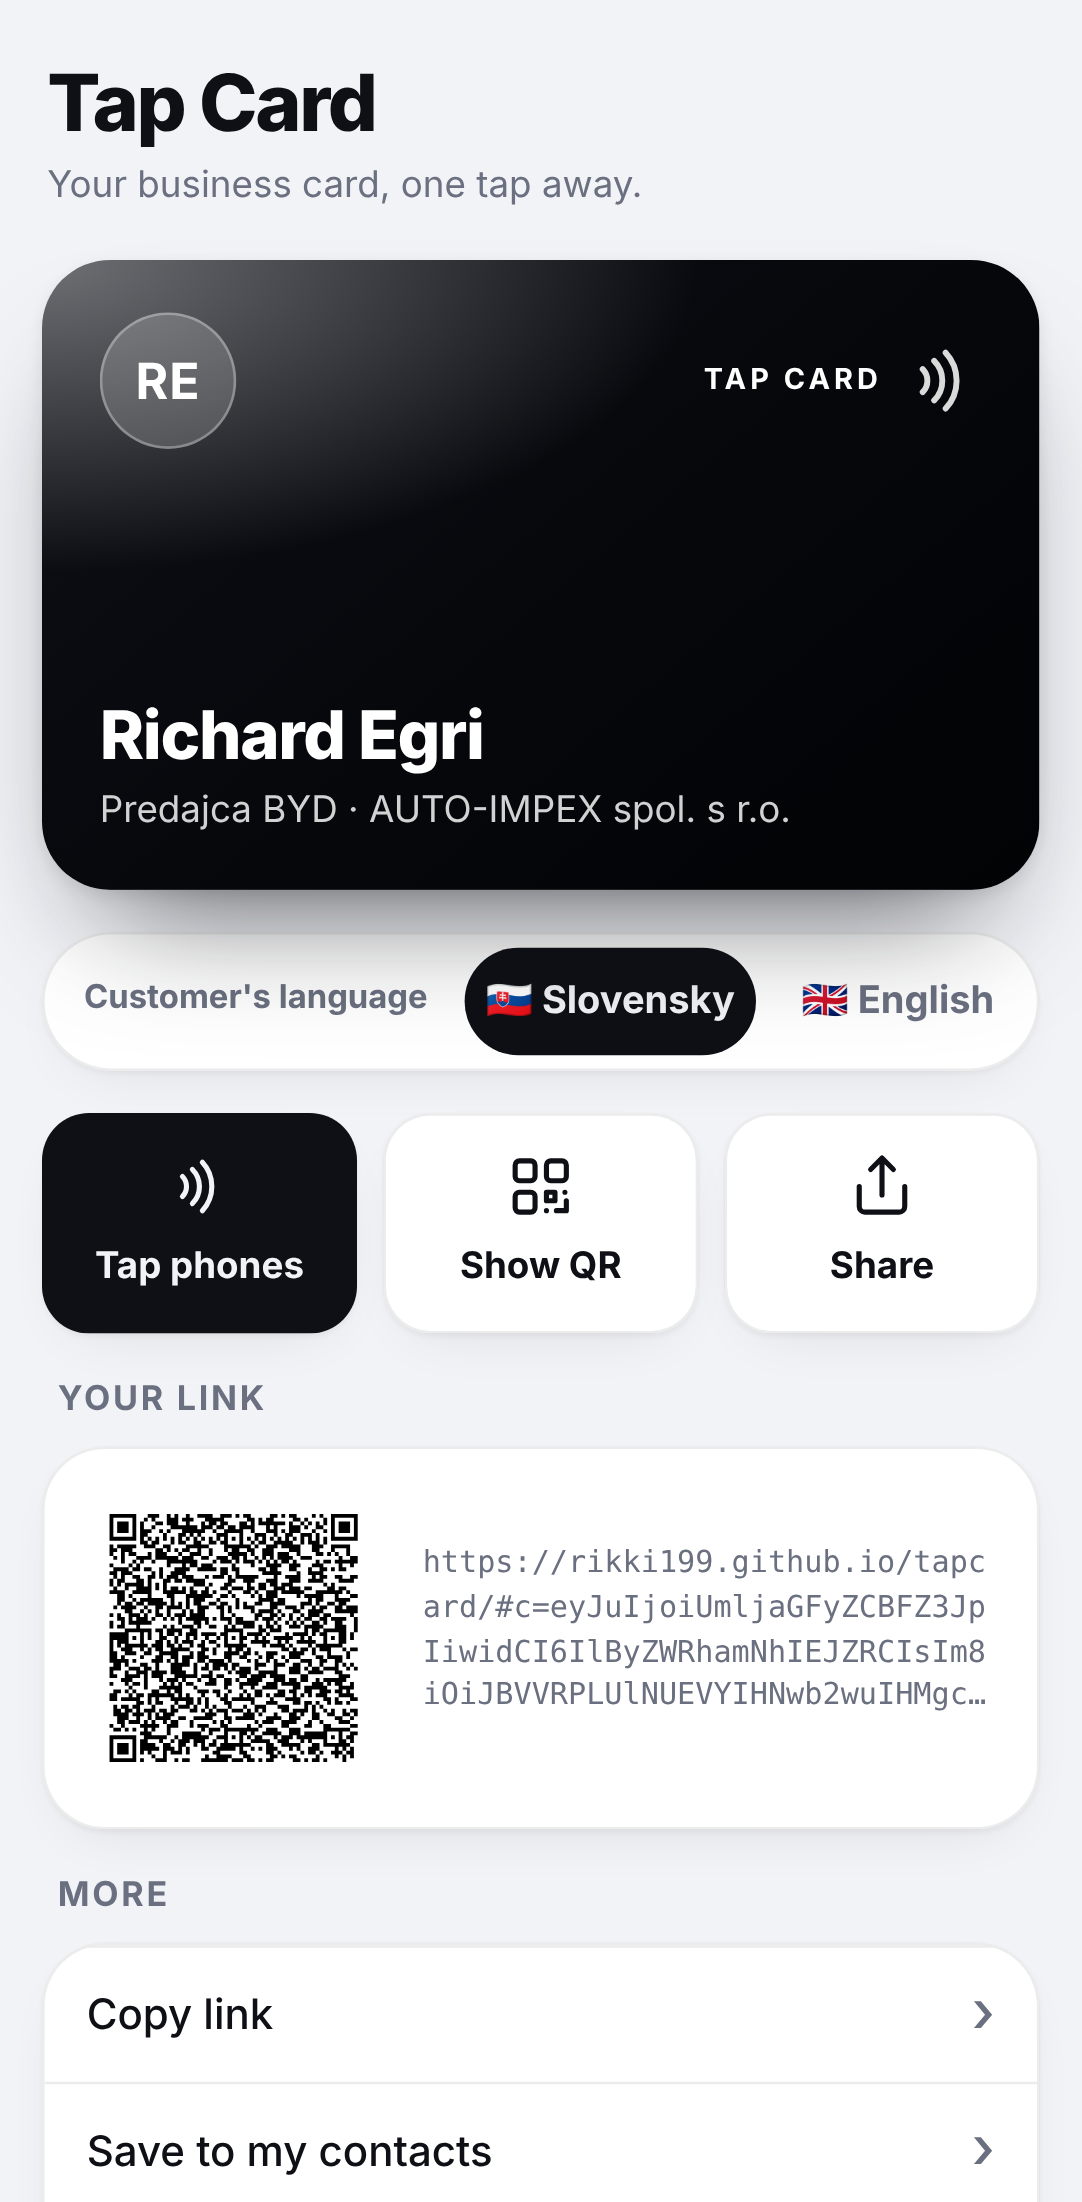 Tap Card
Your business card, one tap away.
RE
TAP CARD
Richard Egri
Predajca BYD · AUTO-IMPEX spol. s r.o.
Customer's language
🇸🇰 Slovensky
🇬🇧 English
Tap phones
Show QR
Share
YOUR LINK
https://rikki199.github.io/tapc
ard/#c=eyJuIjoiUmljaGFyZCBFZ3Jp
IiwidCI6IlByZWRhamNhIEJZRCIsIm8
iOiJBVVRPLUlNUEVYIHNwb2wuIHMgc…
MORE
Copy link
Save to my contacts